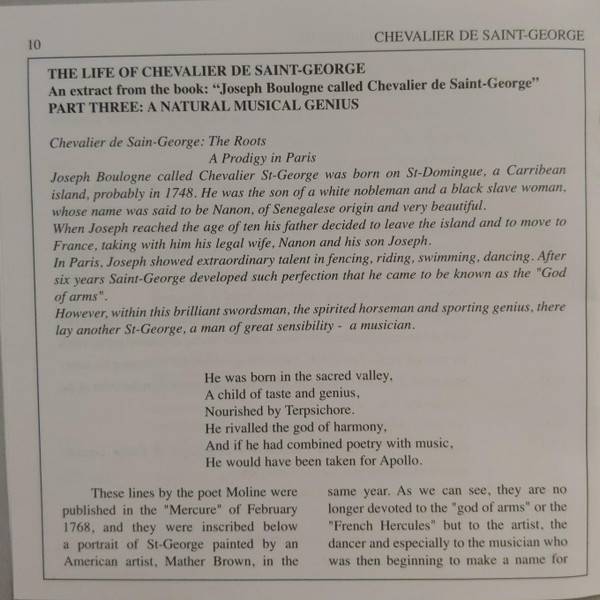 10
CHEVALIER DE SAINT-GEORGE
THE LIFE OF CHEVALIER DE SAINT-GEORGE
An extract from the book: “Joseph Boulogne called Chevalier de Saint-George”
PART THREE: A NATURAL MUSICAL GENIUS
Chevalier de Sain-George: The Roots
A Prodigy in Paris
Joseph Boulogne called Chevalier St-George was born on St-Domingue, a Carribean
island, probably in 1748. He was the son of a white nobleman and a black slave woman,
whose name was said to be Nanon, of Senegalese origin and very beautiful.
When Joseph reached the age of ten his father decided to leave the island and to move to
France, taking with him his legal wife, Nanon and his son Joseph.
In Paris, Joseph showed extraordinary talent in fencing, riding, swimming, dancing. After
six years Saint-George developed such perfection that he came to be known as the "God
of arms".
However, within this brilliant swordsman, the spirited horseman and sporting genius, there
lay another St-George, a man of great sensibility - a musician.
He was born in the sacred valley,
A child of taste and genius,
Nourished by Terpsichore.
He rivalled the god of harmony,
And if he had combined poetry with music,
He would have been taken for Apollo.
These lines by the poet Moline were
published in the "Mercure" of February
1768, and they were inscribed below
a portrait of St-George painted by an
American artist, Mather Brown, in the
same year. As we can see, they are no
longer devoted to the "god of arms" or the
"French Hercules" but to the artist, the
dancer and especially to the musician who
was then beginning to make a name for